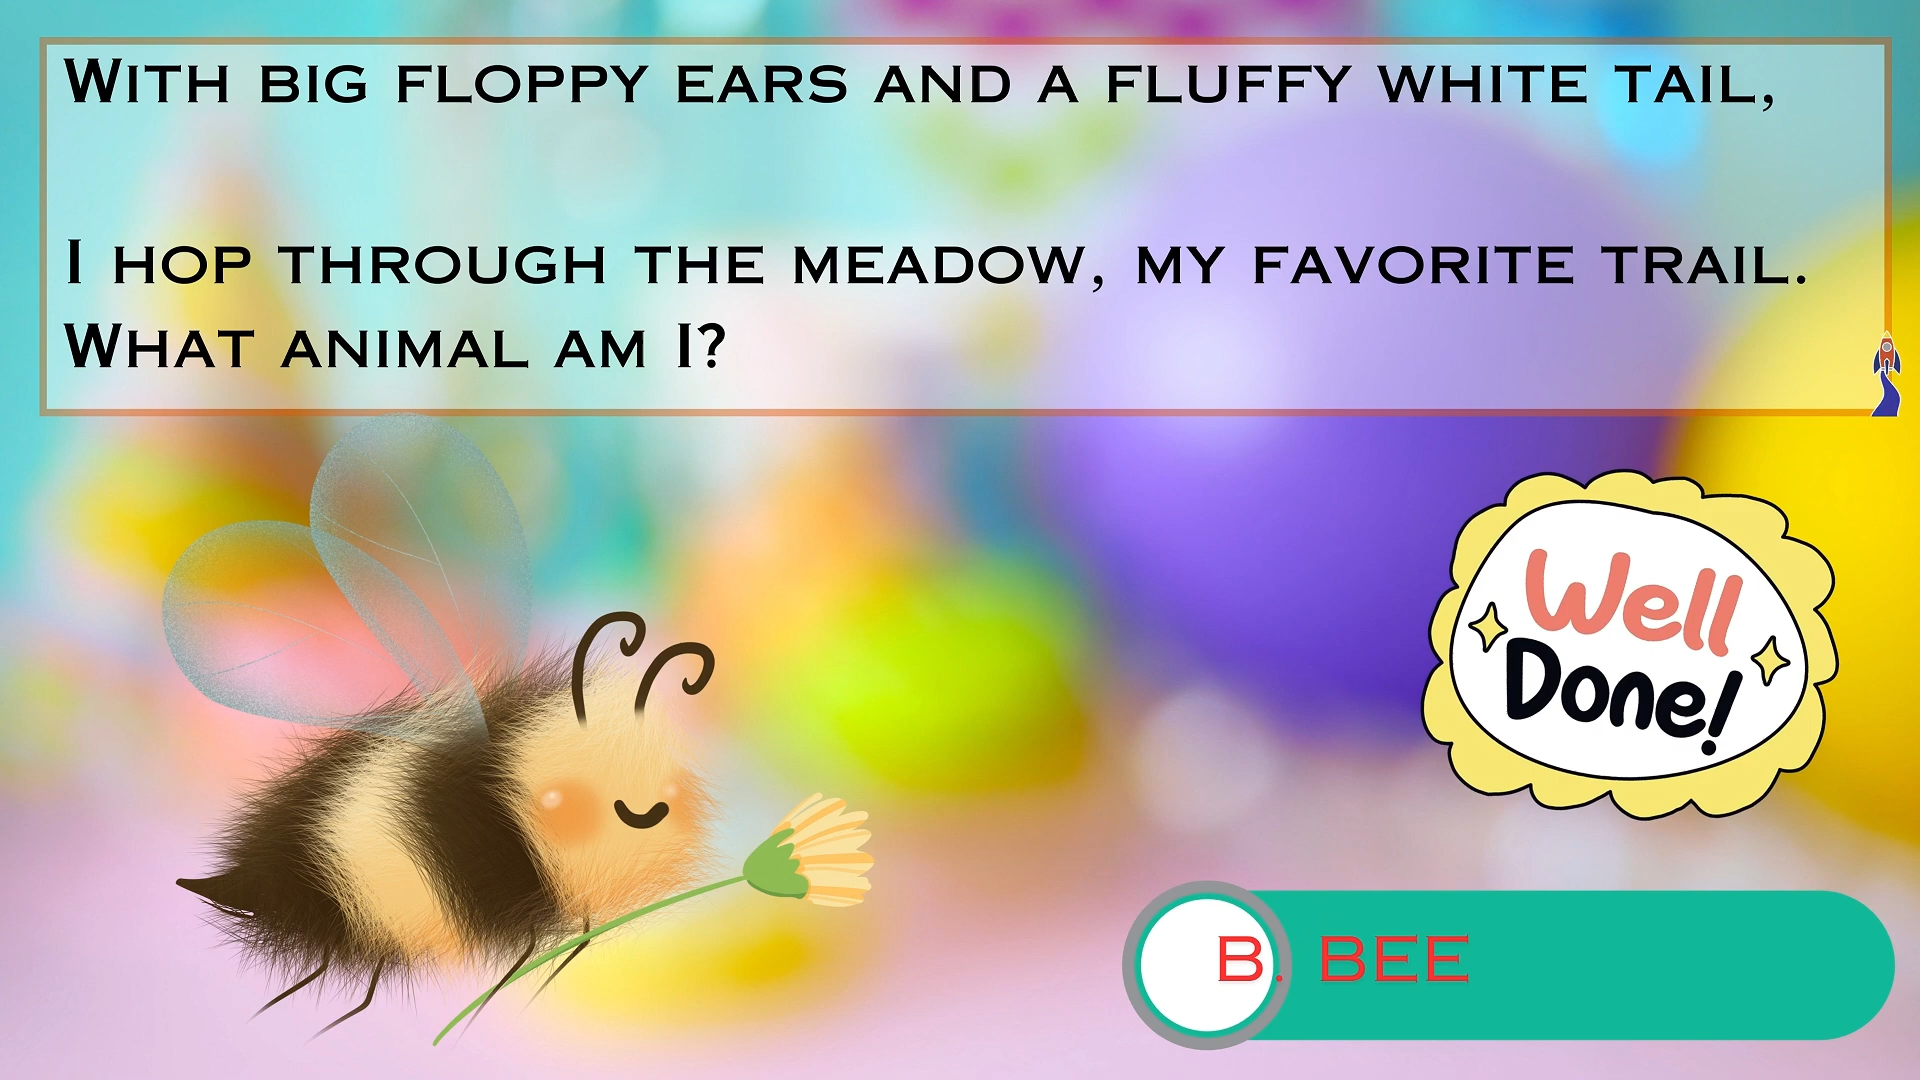 With big floppy ears and a fluffy white tail,
I hop through the meadow, my favorite trail.
What animal am I?
Well
Done!
B. BEE